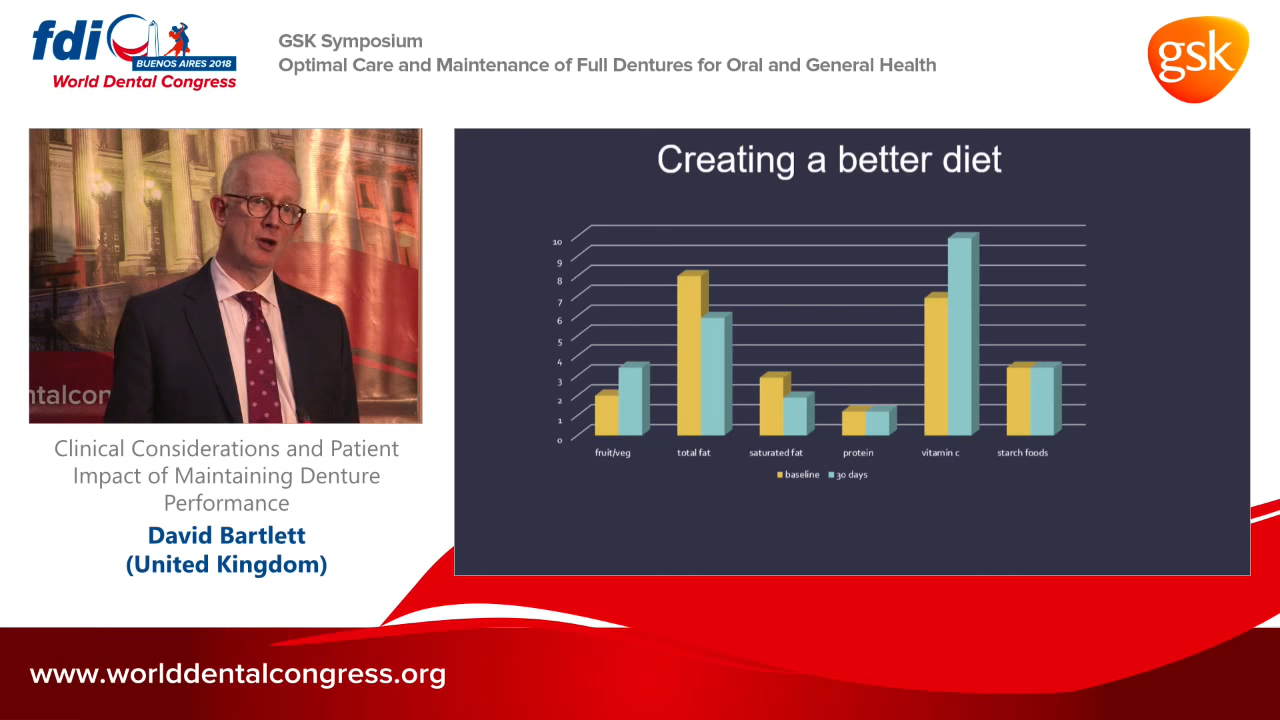 fdi
BUENOS AIRES 2018
World Dental Congress
GSK Symposium
Optimal Care and Maintenance of Full Dentures for Oral and General Health
gsk
ntalcon
Clinical Considerations and Patient
Impact of Maintaining Denture
Performance
David Bartlett
(United Kingdom)
Creating a better diet
10
9
8
7
6
5
4
3
2
1
0
fruit/veg total fat saturated fat protein vitamin c starch foods
baseline 30 days
www.worlddentalcongress.org